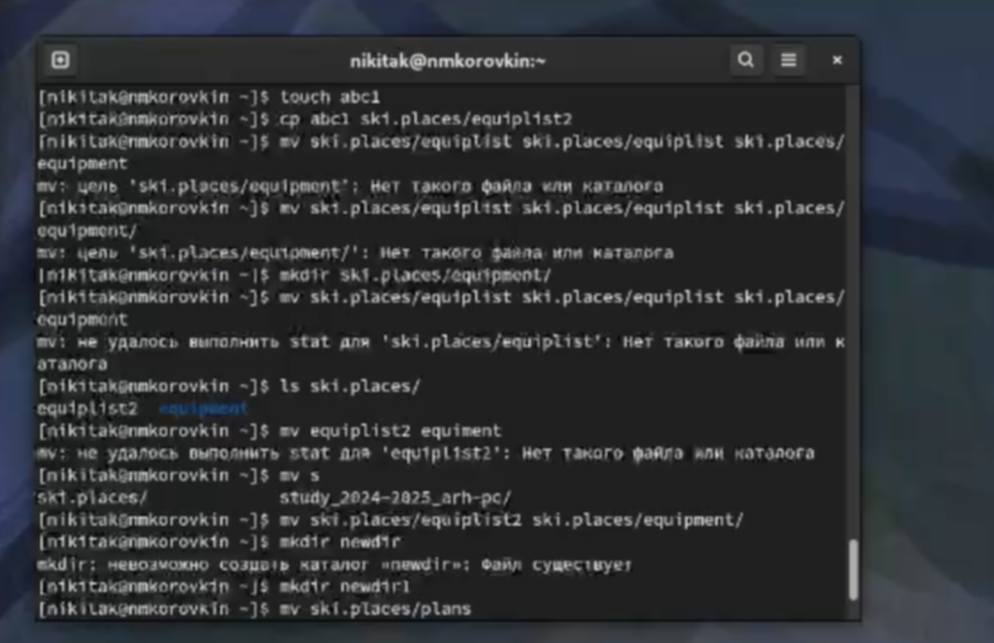 nikitak@nmkorovkin:~
[nikitak@nmkorovkin ~]$ touch abc1
[nikitak@nmkorovkin ~]$ cp abc1 ski.places/equiplist2
[nikitak@nmkorovkin ~]$ mv ski.places/equiplist ski.places/equiplist ski.places/
equipment
mv: цель 'ski.places/equipment': Нет такого файла или каталога
[nikitak@nmkorovkin ~]$ mv ski.places/equiplist ski.places/equiplist ski.places/
equipment/
mv: цель 'ski.places/equipment/': Нет такого файла или каталога
[nikitak@nmkorovkin ~]$ mkdir ski.places/equipment/
[nikitak@nmkorovkin ~]$ mv ski.places/equiplist ski.places/equiplist ski.places/
equipment
mv: не удалось выполнить stat для 'ski.places/equiplist': Нет такого файла или к
аталога
[nikitak@nmkorovkin ~]$ ls ski.places/
equiplist2 equipment
[nikitak@nmkorovkin ~]$ mv equiplist2 equiment
mv: не удалось выполнить stat для 'equiplist2': Нет такого файла или каталога
[nikitak@nmkorovkin ~]$ mv s
ski.places/ study_2024-2025_arh-pc/
[nikitak@nmkorovkin ~]$ mv ski.places/equiplist2 ski.places/equipment/
[nikitak@nmkorovkin ~]$ mkdir newdir
mkdir: невозможно создать каталог «newdir»: Файл существует
[nikitak@nmkorovkin ~]$ mkdir newdir1
[nikitak@nmkorovkin ~]$ mv ski.places/plans